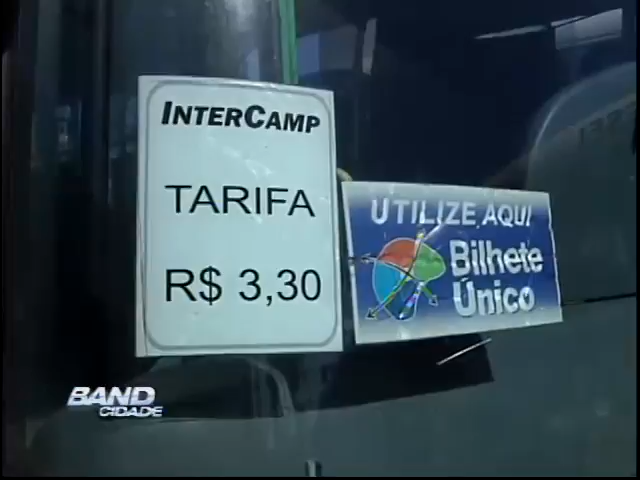 INTERCAMP
TARIFA
R$ 3,30
UTILIZE AQUI
Bilhete
Único
BAND
CIDADE